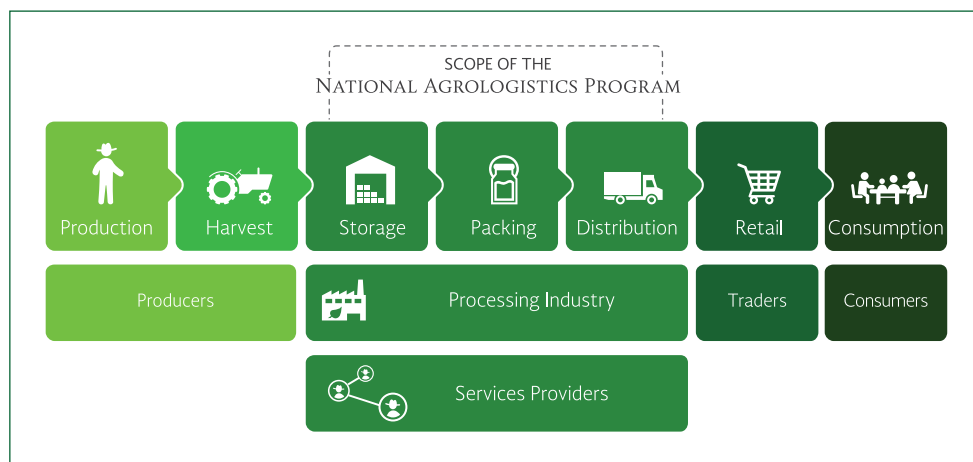 SCOPE OF THE
NATIONAL AGROLOGISTICS PROGRAM
Production
Harvest
Storage
Packing
Distribution
Retail
Consumption
Producers
Processing Industry
Traders
Consumers
Services Providers